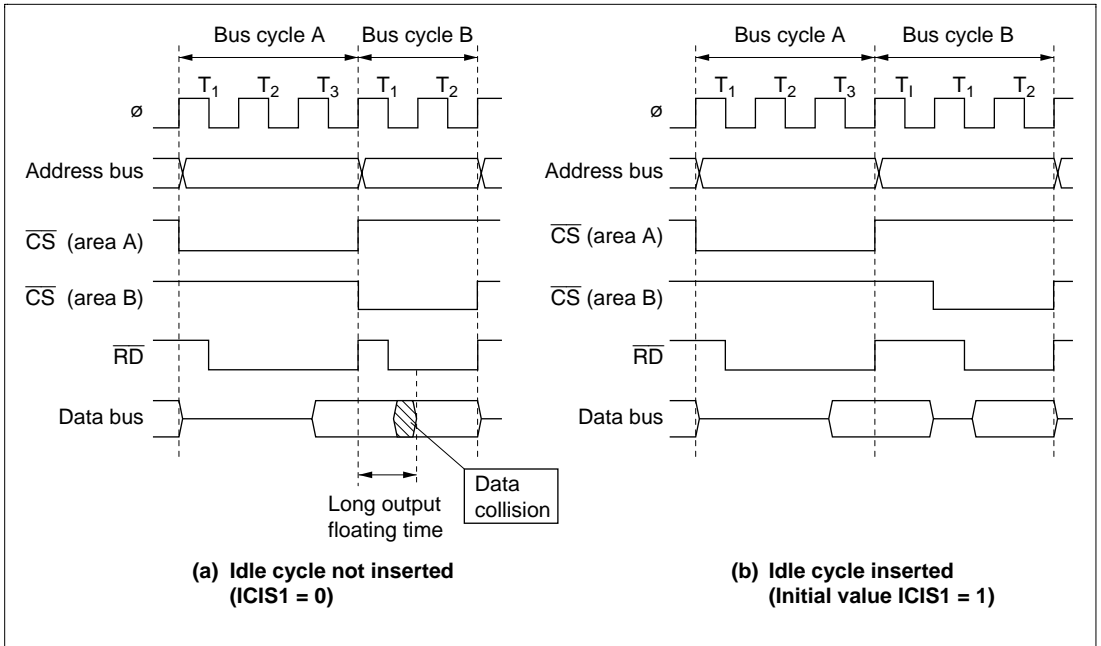 Bus cycle A Bus cycle B
T1 T2 T3 T1 T2
ø
Address bus
CS (area A)
CS (area B)
RD
Data bus
Long output
floating time
Data
collision
(a) Idle cycle not inserted
(ICIS1 = 0)
Bus cycle A Bus cycle B
T1 T2 T3 TI T1 T2
ø
Address bus
CS (area A)
CS (area B)
RD
Data bus
(b) Idle cycle inserted
(Initial value ICIS1 = 1)